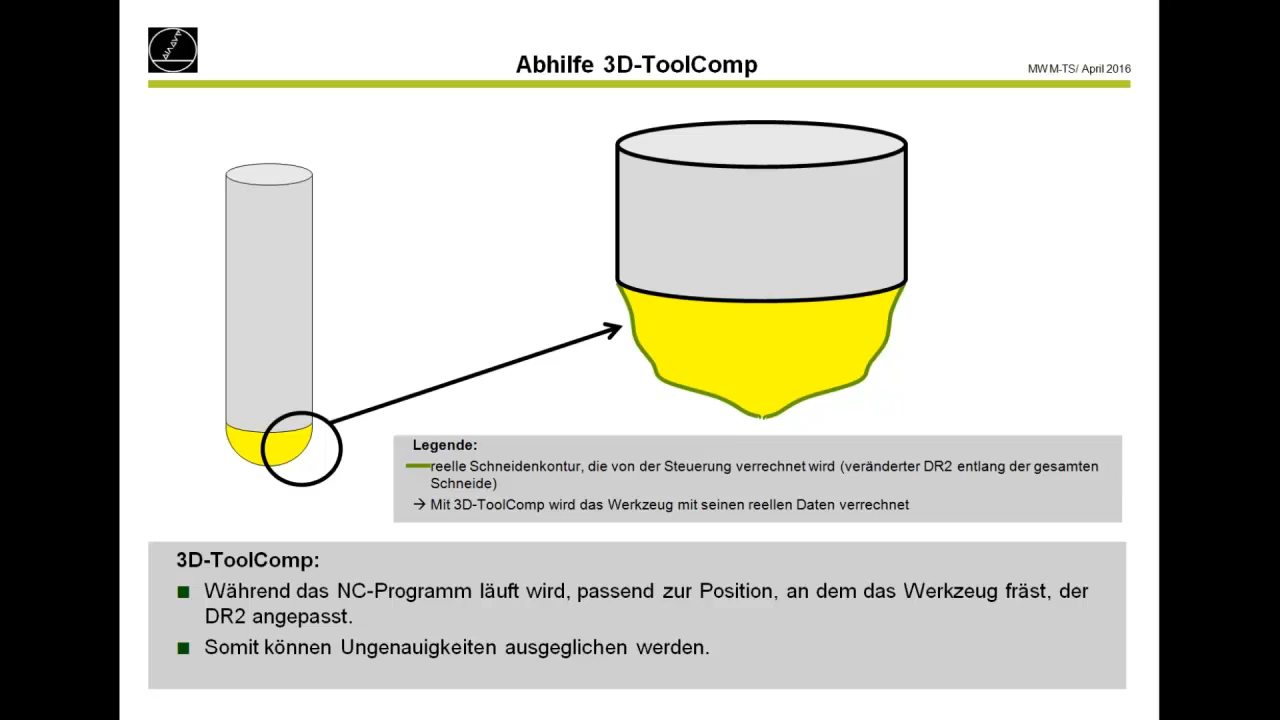 Abhilfe 3D-ToolComp
MWM-TS/ April 2016
Legende:
reelle Schneidenkontur, die von der Steuerung verrechnet wird (veränderter DR2 entlang der gesamten
Schneide)
→ Mit 3D-ToolComp wird das Werkzeug mit seinen reellen Daten verrechnet
3D-ToolComp:
■ Während das NC-Programm läuft wird, passend zur Position, an dem das Werkzeug fräst, der
DR2 angepasst.
■ Somit können Ungenauigkeiten ausgeglichen werden.